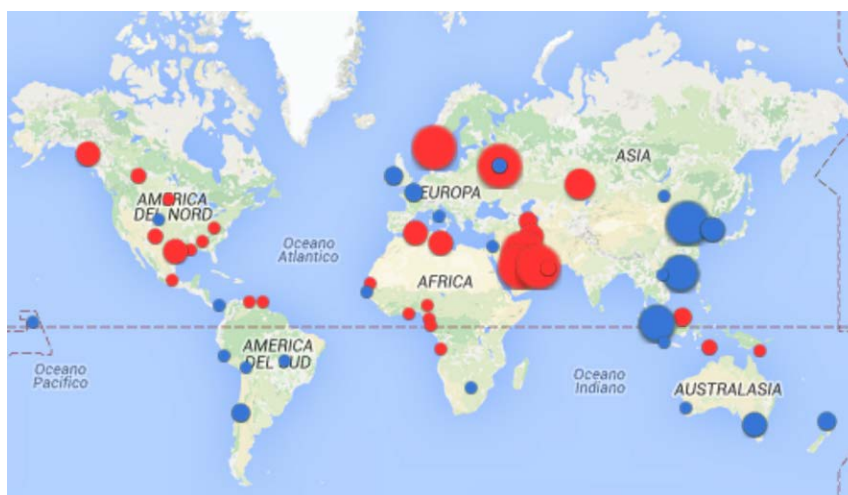 ASIA
AMERICA
DEL NORD
EUROPA
Oceano
Atlantico
AFRICA
AMERICA
DEL SUD
Oceano
Pacifico
Oceano
Indiano
AUSTRALASIA